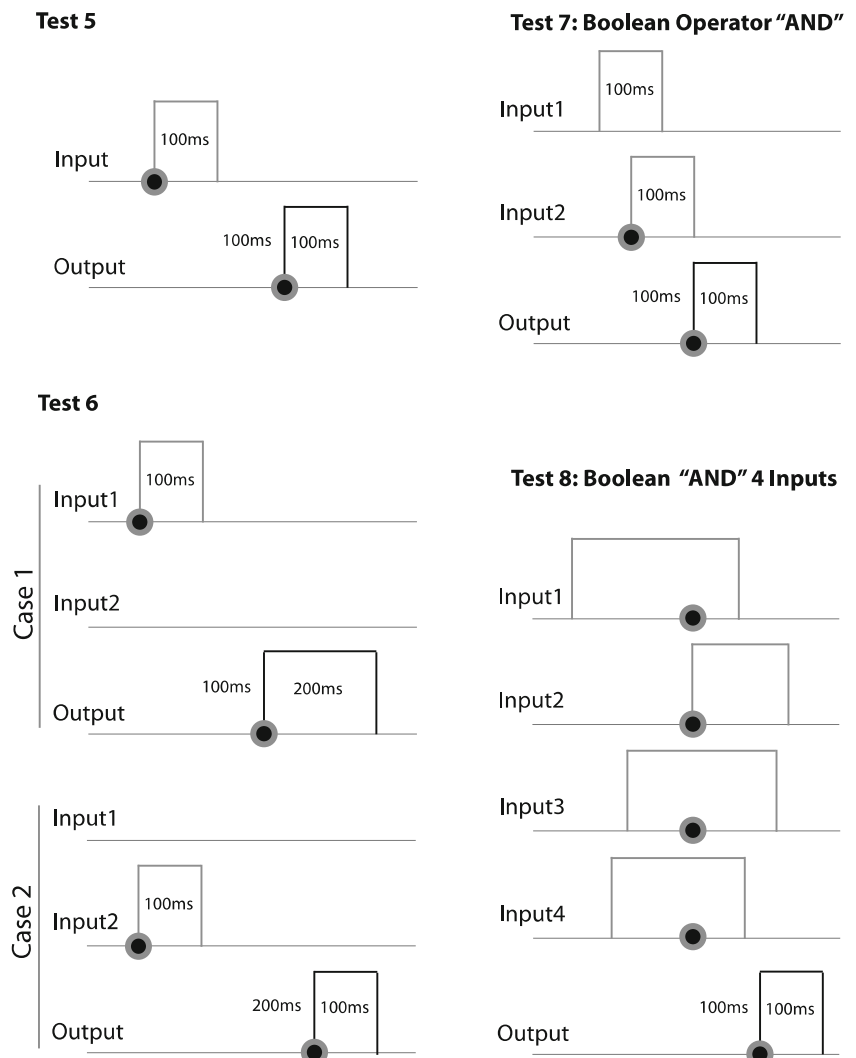 Test 5
Input
100ms
Output
100ms
100ms
Test 6
Case 1
Input1
100ms
Input2
Output
100ms
200ms
Case 2
Input1
Input2
100ms
Output
200ms
100ms
Test 7: Boolean Operator "AND"
Input1
100ms
Input2
100ms
Output
100ms
100ms
Test 8: Boolean "AND" 4 Inputs
Input1
Input2
Input3
Input4
Output
100ms
100ms